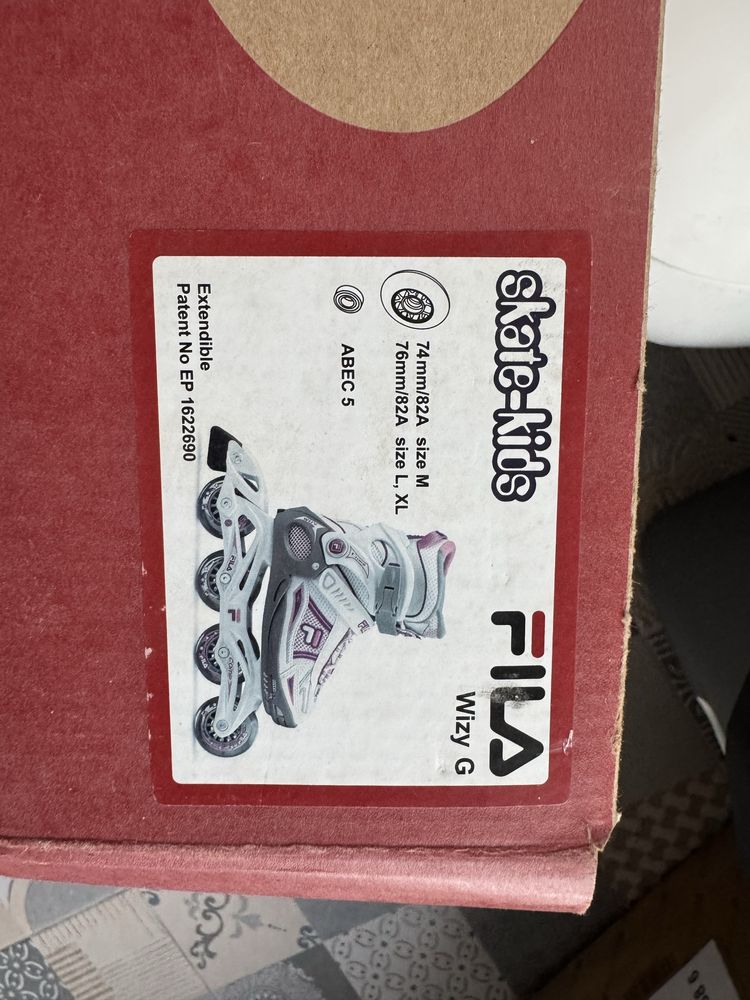 skate-kids
FILA
Wizy G
74mm/82A size M
76mm/82A size L, XL
ABEC 5
Extendible
Patent No EP 1622690